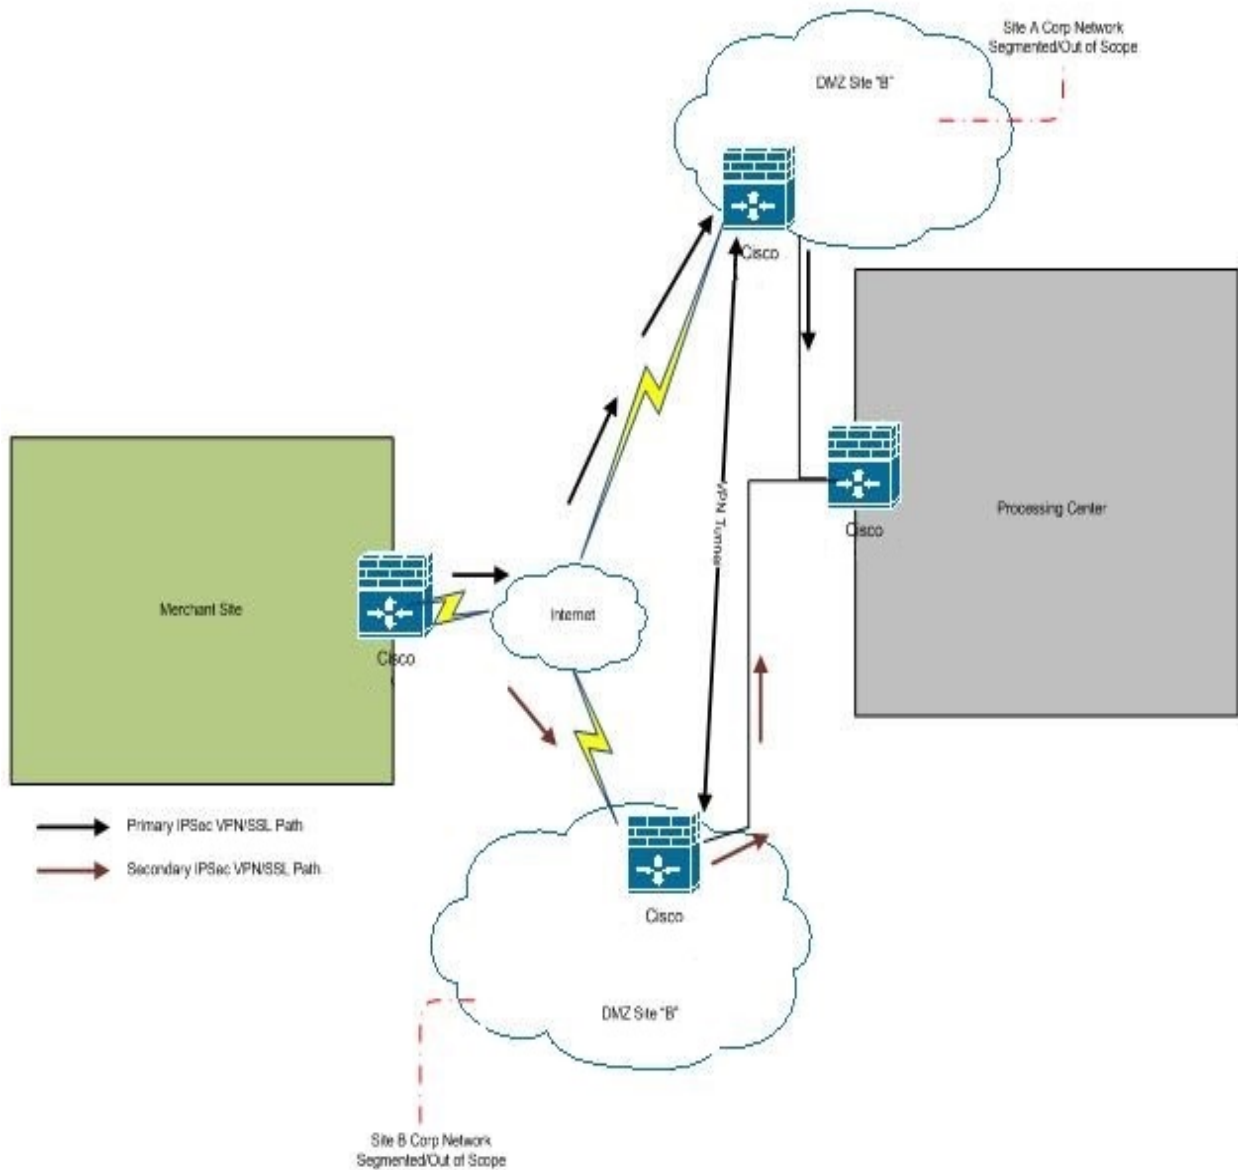 Site A Corp Network
Segmented/Out of Scope
DMZ Site "B"
Cisco
VPN Tunnel
Cisco
Processing Center
Merchant Site
Internet
Cisco
Primary IPSec VPN/SSL Path
Secondary IPSec VPN/SSL Path
Cisco
DMZ Site "B"
Site B Corp Network
Segmented/Out of Scope